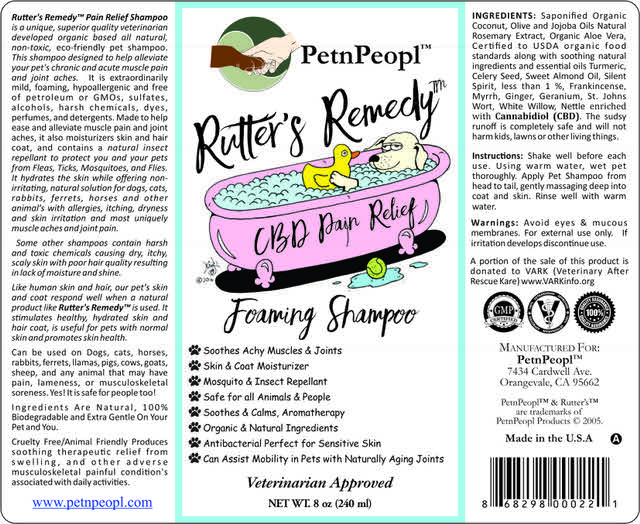 Rutter's Remedy™ Pain Relief Shampoo
is a unique, superior quality veterinarian
developed organic based all natural,
non-toxic, eco-friendly pet shampoo.
This shampoo designed to help alleviate
your pet's chronic and acute muscle pain
and joint aches. It is extraordinarily
mild, foaming, hypoallergenic and free
of petroleum or GMOs, sulfates,
alcohols, harsh chemicals, dyes,
perfumes, and detergents. Made to help
ease and alleviate muscle pain and joint
aches, it also moisturizers skin and hair
coat, and contains a natural insect
repellant to protect you and your pets
from Fleas, Ticks, Mosquitoes, and Flies.
It hydrates the skin while offering non-
irritating, natural solution for dogs, cats,
rabbits, ferrets, horses and other
animal's with allergies, itching, dryness
and skin irritation and most uniquely
muscle aches and joint pain.
Some other shampoos contain harsh
and toxic chemicals causing dry, itchy,
scaly skin with poor hair quality resulting
in lack of moisture and shine.
Like human skin and hair, our pet's skin
and coat respond well when a natural
product like Rutter's Remedy™ is used. It
stimulates healthy, hydrated skin and
hair coat, is useful for pets with normal
skin and promotes skin health.
Can be used on Dogs, cats, horses,
rabbits, ferrets, llamas, pigs, cows, goats,
sheep, and any animal that may have
pain, lameness, or musculoskeletal
soreness. Yes! It is safe for people too!
Ingredients Are Natural, 100%
Biodegradable and Extra Gentle On Your
Pet and You.
Cruelty Free/Animal Friendly Produces
soothing therapeutic relief from
swelling, and other adverse
musculoskeletal painful condition's
associated with daily activities.
www.petnpeopl.com
PetnPeopl™
Rutter's Remedy™
CBD Pain Relief
©2016
Foaming Shampoo
Soothes Achy Muscles & Joints
Skin & Coat Moisturizer
Mosquito & Insect Repellant
Safe for all Animals & People
Soothes & Calms, Aromatherapy
Organic & Natural Ingredients
Antibacterial Perfect for Sensitive Skin
Can Assist Mobility in Pets with Naturally Aging Joints
Veterinarian Approved
NET WT. 8 oz (240 ml)
INGREDIENTS: Saponified Organic
Coconut, Olive and Jojoba Oils Natural
Rosemary Extract, Organic Aloe Vera,
Certified to USDA organic food
standards along with soothing natural
ingredients and essential oils Turmeric,
Celery Seed, Sweet Almond Oil, Silent
Spirit, less than 1 %, Frankincense,
Myrrh, Ginger, Geranium, St. Johns
Wort, White Willow, Nettle enriched
with Cannabidiol (CBD). The sudsy
runoff is completely safe and will not
harm kids, lawns or other living things.
Instructions: Shake well before each
use. Using warm water, wet pet
thoroughly. Apply Pet Shampoo from
head to tail, gently massaging deep into
coat and skin. Rinse well with warm
water.
Warnings: Avoid eyes & mucous
membranes. For external use only. If
irritation develops discontinue use.
A portion of the sale of this product is
donated to VARK (Veterinary After
Rescue Kare) www.VARKinfo.org
GMP
CERTIFIED
100%
MANUFACTURED FOR:
PetnPeopl™
7434 Cardwell Ave.
Orangevale, CA 95662
PetnPeopl™ & Rutter's™
are trademarks of
PetnPeopl Products © 2005.
Made in the U.S.A
A
8 68298 00022 1